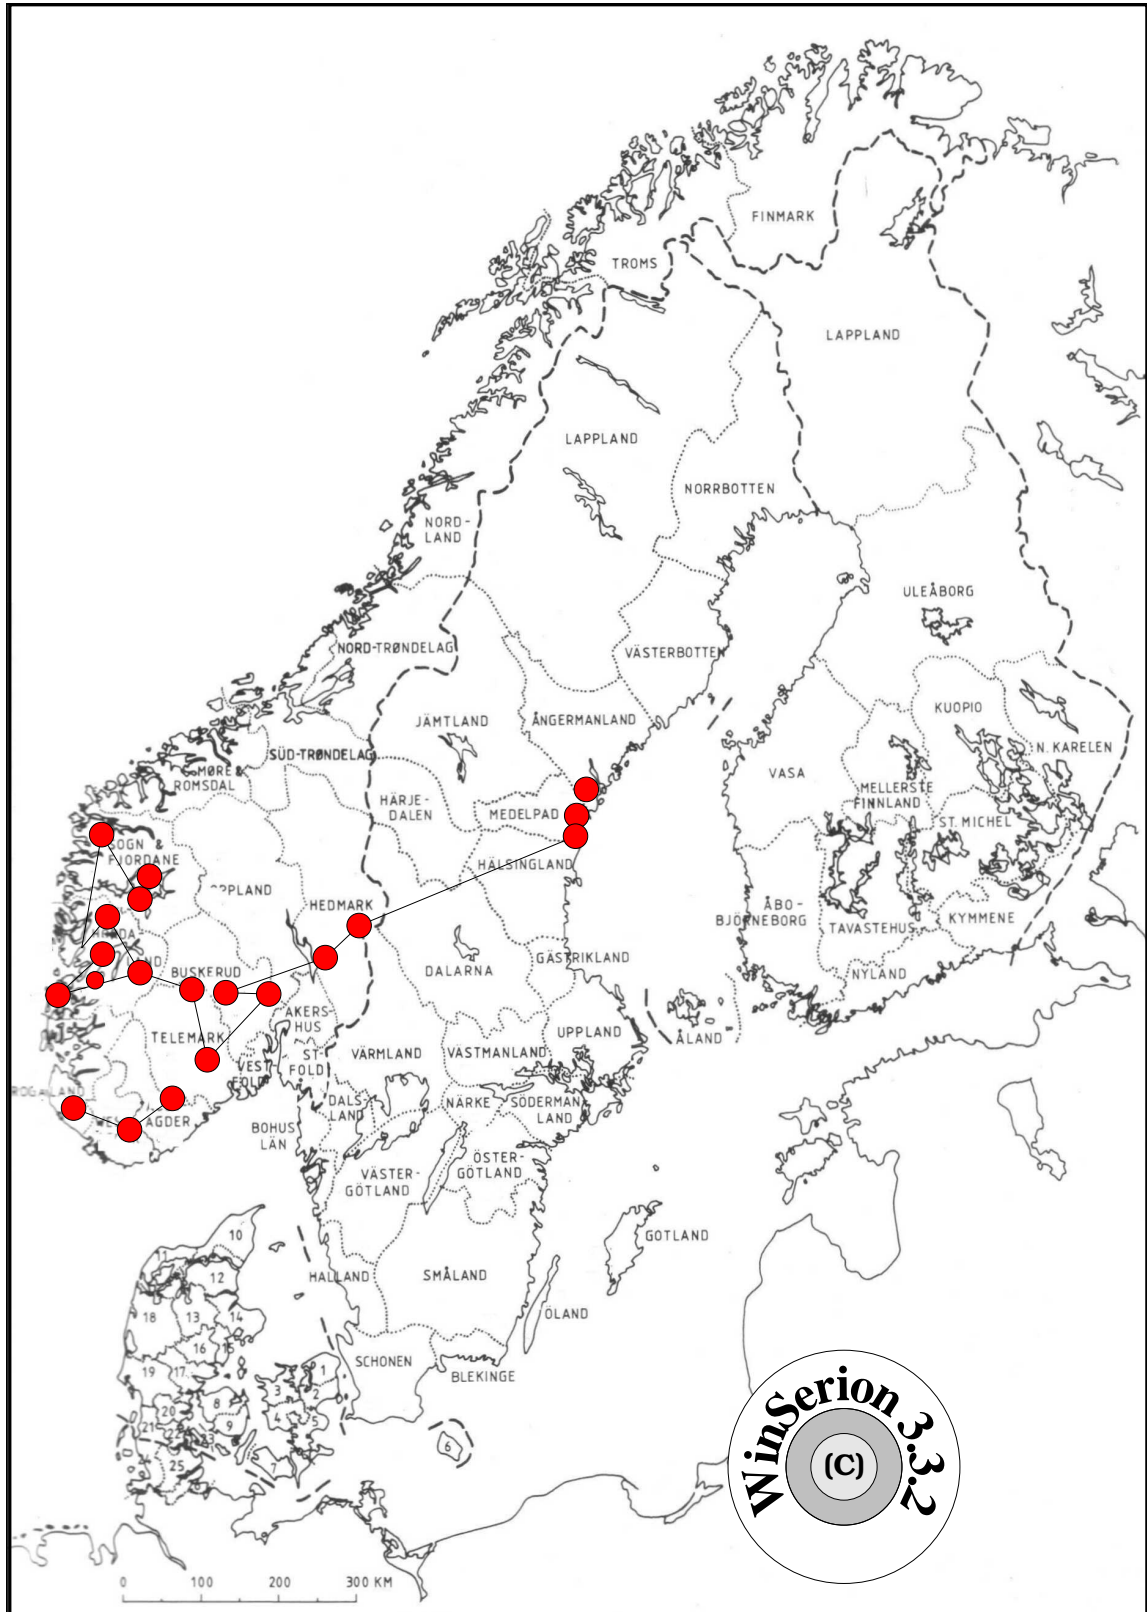 FINMARK
TROMS
LAPPLAND
LAPPLAND
NORRBOTTEN
NORD-
LAND
ULEÅBORG
NORD-TRØNDELAG
VÄSTERBOTTEN
KUOPIO
JÄMTLAND
ÅNGERMANLAND
N. KARELEN
SÜD-TRØNDELAG
VASA
MØRE &
ROMSDAL
MELLERSTE
FINNLAND
HÄRJE-
DALEN
MEDELPAD
ST. MICHEL
SOGN &
FJORDANE
HÄLSINGLAND
HEDMARK
ÅBO-
BJÖRNEBORG
KYMMENE
TAVASTEHUS
GÄSTRIKLAND
BUSKERUD
DALARNA
NYLAND
AKERS-
HUS
TELEMARK
UPPLAND
ÅLAND
VÄRMLAND
VÄSTMANLAND
ST-
FOLD
VEST
FOLD
ROGALAND
DALS
LAND
NÄRKE
SÖDERMAN
LAND
AGDER
BOHUS
LÄN
ÖSTER-
GÖTLAND
VÄSTER-
GÖTLAND
10
GOTLAND
11
12
HALLAND
SMÅLAND
18
13
14
ÖLAND
16
15
SCHONEN
19
17
1
BLEKINGE
3
2
8
20
4
5
9
21
22
23
6
24
25
7
WinSerion 3.3.2
(C)
0 100 200 300 KM